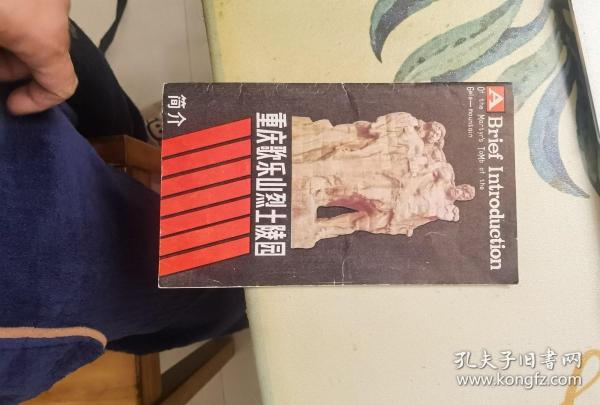 A Brief Introduction
Of the Martyr's Tomb of the
Gele—mountain
重庆歌乐山烈士陵园
简介
孔夫子旧书网
www.kongfz.com